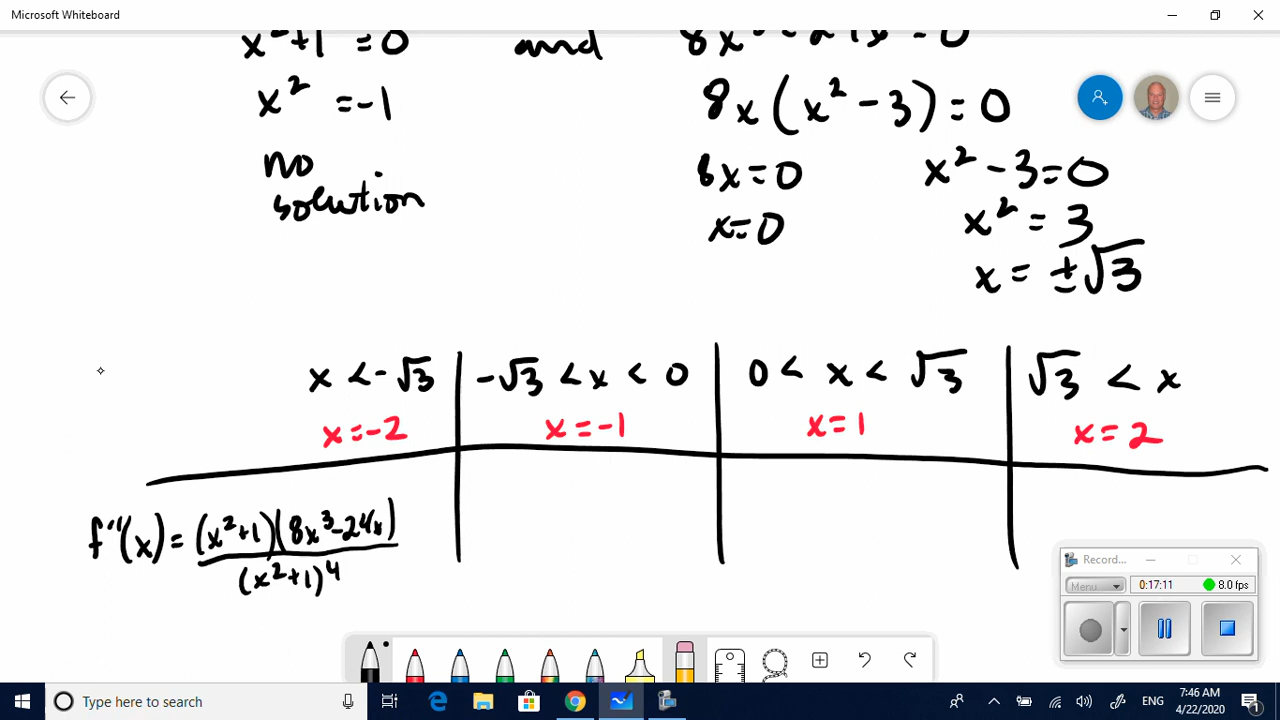 Microsoft Whiteboard
x²+1 = 0 and
x² = -1
8x(x² - 3) = 0
no solution
8x = 0
x = 0
x² - 3 = 0
x² = 3
x = ±√3
x < -√3 | -√3 < x < 0 | 0 < x < √3 | √3 < x
x = -2 | x = -1 | x = 1 | x = 2
f''(x) = (x²+1)(8x³-24x)
(x²+1)⁴
Record...
Menu 0:17:11 8.0 fps
Type here to search
ENG
7:46 AM
4/22/2020
1